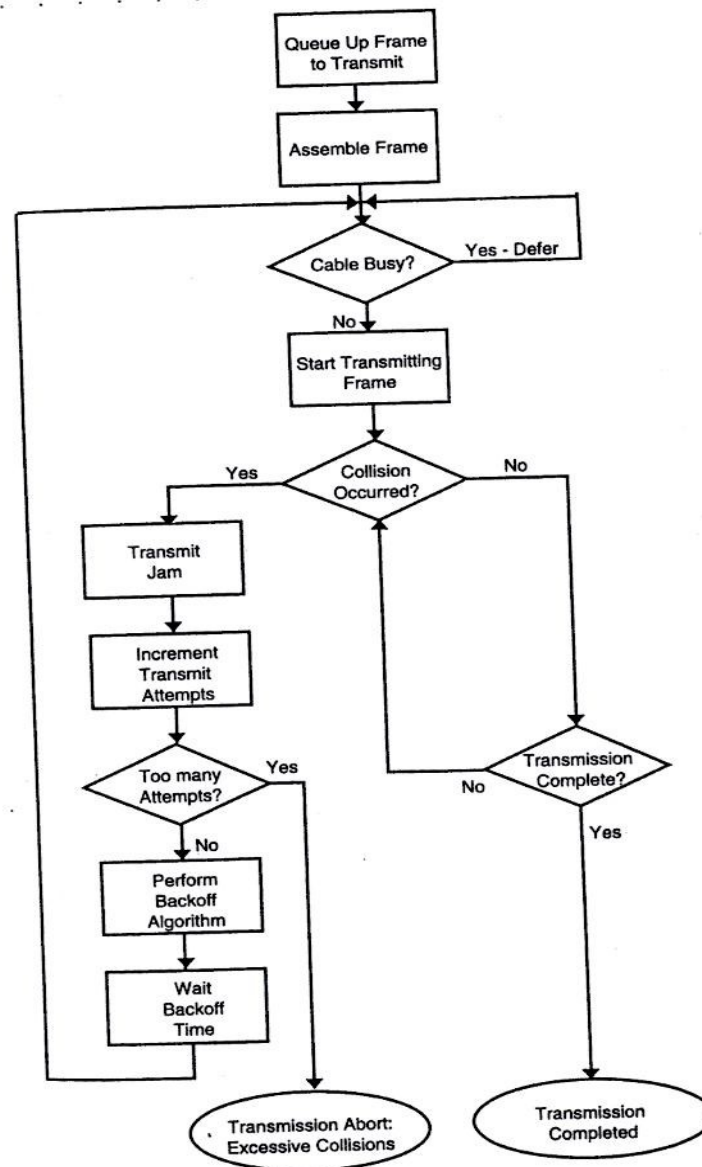 Queue Up Frame
to Transmit
Assemble Frame
Cable Busy?
Yes - Defer
No
Start Transmitting
Frame
Collision
Occurred?
Yes
No
Transmit
Jam
Increment
Transmit
Attempts
Too many
Attempts?
Yes
No
Transmission
Complete?
No
Yes
Perform
Backoff
Algorithm
Wait
Backoff
Time
Transmission Abort:
Excessive Collisions
Transmission
Completed